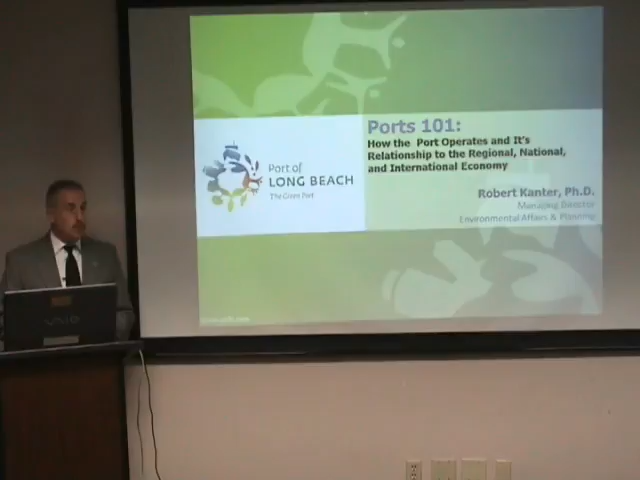 Ports 101:
How the Port Operates and It's
Relationship to the Regional, National,
and International Economy
Port of
LONG BEACH
The Green Port
Robert Kanter, Ph.D.
Managing Director
Environmental Affairs & Planning
VAIO